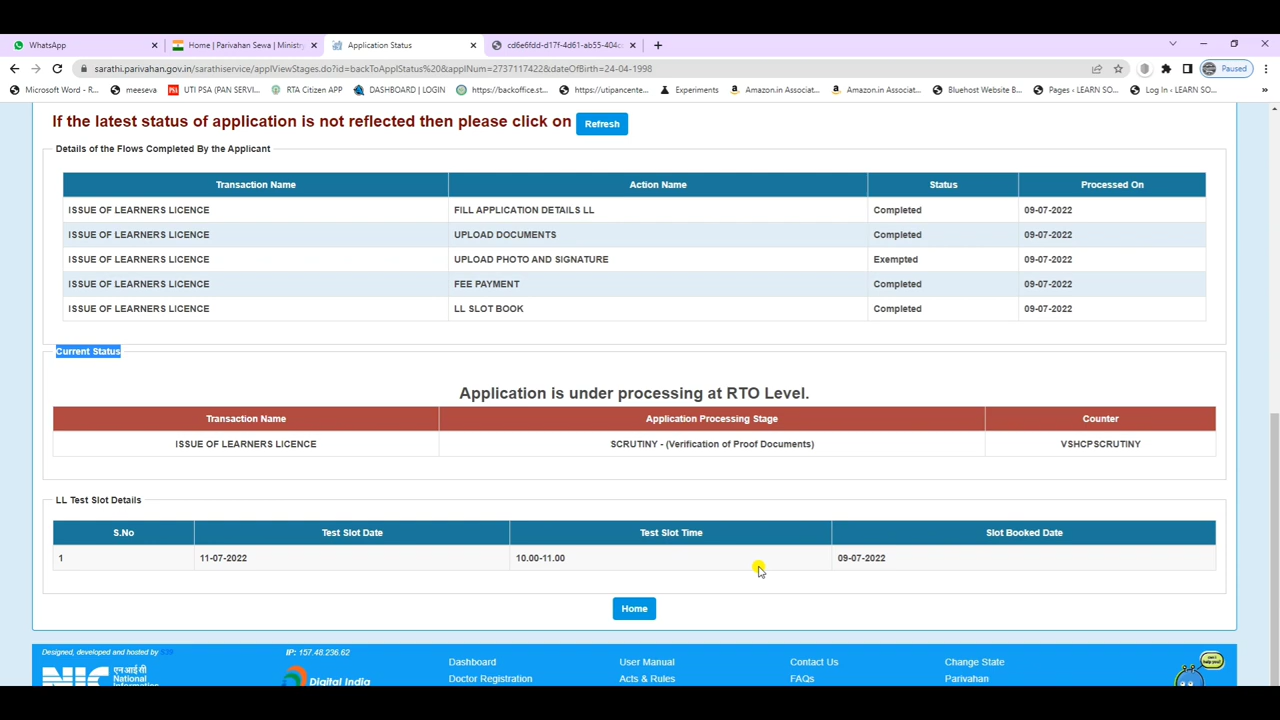 WhatsApp
Home | Parivahan Sewa | Ministry
Application Status
cd6e6fdd-d17f-4d61-ab55-404c
Paused
sarathi.parivahan.gov.in/sarathiservice/applViewStages.do?id=backToApplStatus%20&applNum=2737117422&dateOfBirth=24-04-1998
Microsoft Word - R... meeseva UTI PSA (PAN SERVI... RTA Citizen APP DASHBOARD | LOGIN https://backoffice.st... https://utipancente... Experiments Amazon.in Associat... Amazon.in Associat... Bluehost Website B... Pages ‹ LEARN SO... Log In ‹ LEARN SO... »
If the latest status of application is not reflected then please click on Refresh
Details of the Flows Completed By the Applicant
Transaction Name Action Name Status Processed On
ISSUE OF LEARNERS LICENCE FILL APPLICATION DETAILS LL Completed 09-07-2022
ISSUE OF LEARNERS LICENCE UPLOAD DOCUMENTS Completed 09-07-2022
ISSUE OF LEARNERS LICENCE UPLOAD PHOTO AND SIGNATURE Exempted 09-07-2022
ISSUE OF LEARNERS LICENCE FEE PAYMENT Completed 09-07-2022
ISSUE OF LEARNERS LICENCE LL SLOT BOOK Completed 09-07-2022
Current Status
Application is under processing at RTO Level.
Transaction Name Application Processing Stage Counter
ISSUE OF LEARNERS LICENCE SCRUTINY - (Verification of Proof Documents) VSHCPSCRUTINY
LL Test Slot Details
S.No Test Slot Date Test Slot Time Slot Booked Date
1 11-07-2022 10.00-11.00 09-07-2022
Home
Designed, developed and hosted by IP: 157.48.236.62
Dashboard User Manual Contact Us Change State
NIC एन आई सी National Informatics Digital India Doctor Registration Acts & Rules FAQs Parivahan